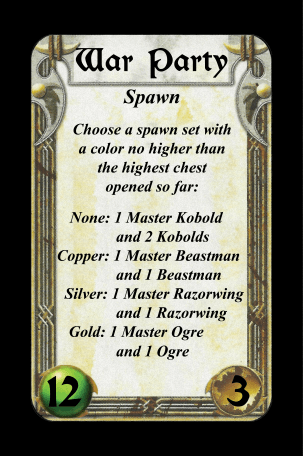 War Party
Spawn
Choose a spawn set with
a color no higher than
the highest chest
opened so far:
None: 1 Master Kobold
and 2 Kobolds
Copper: 1 Master Beastman
and 1 Beastman
Silver: 1 Master Razorwing
and 1 Razorwing
Gold: 1 Master Ogre
and 1 Ogre
12
3